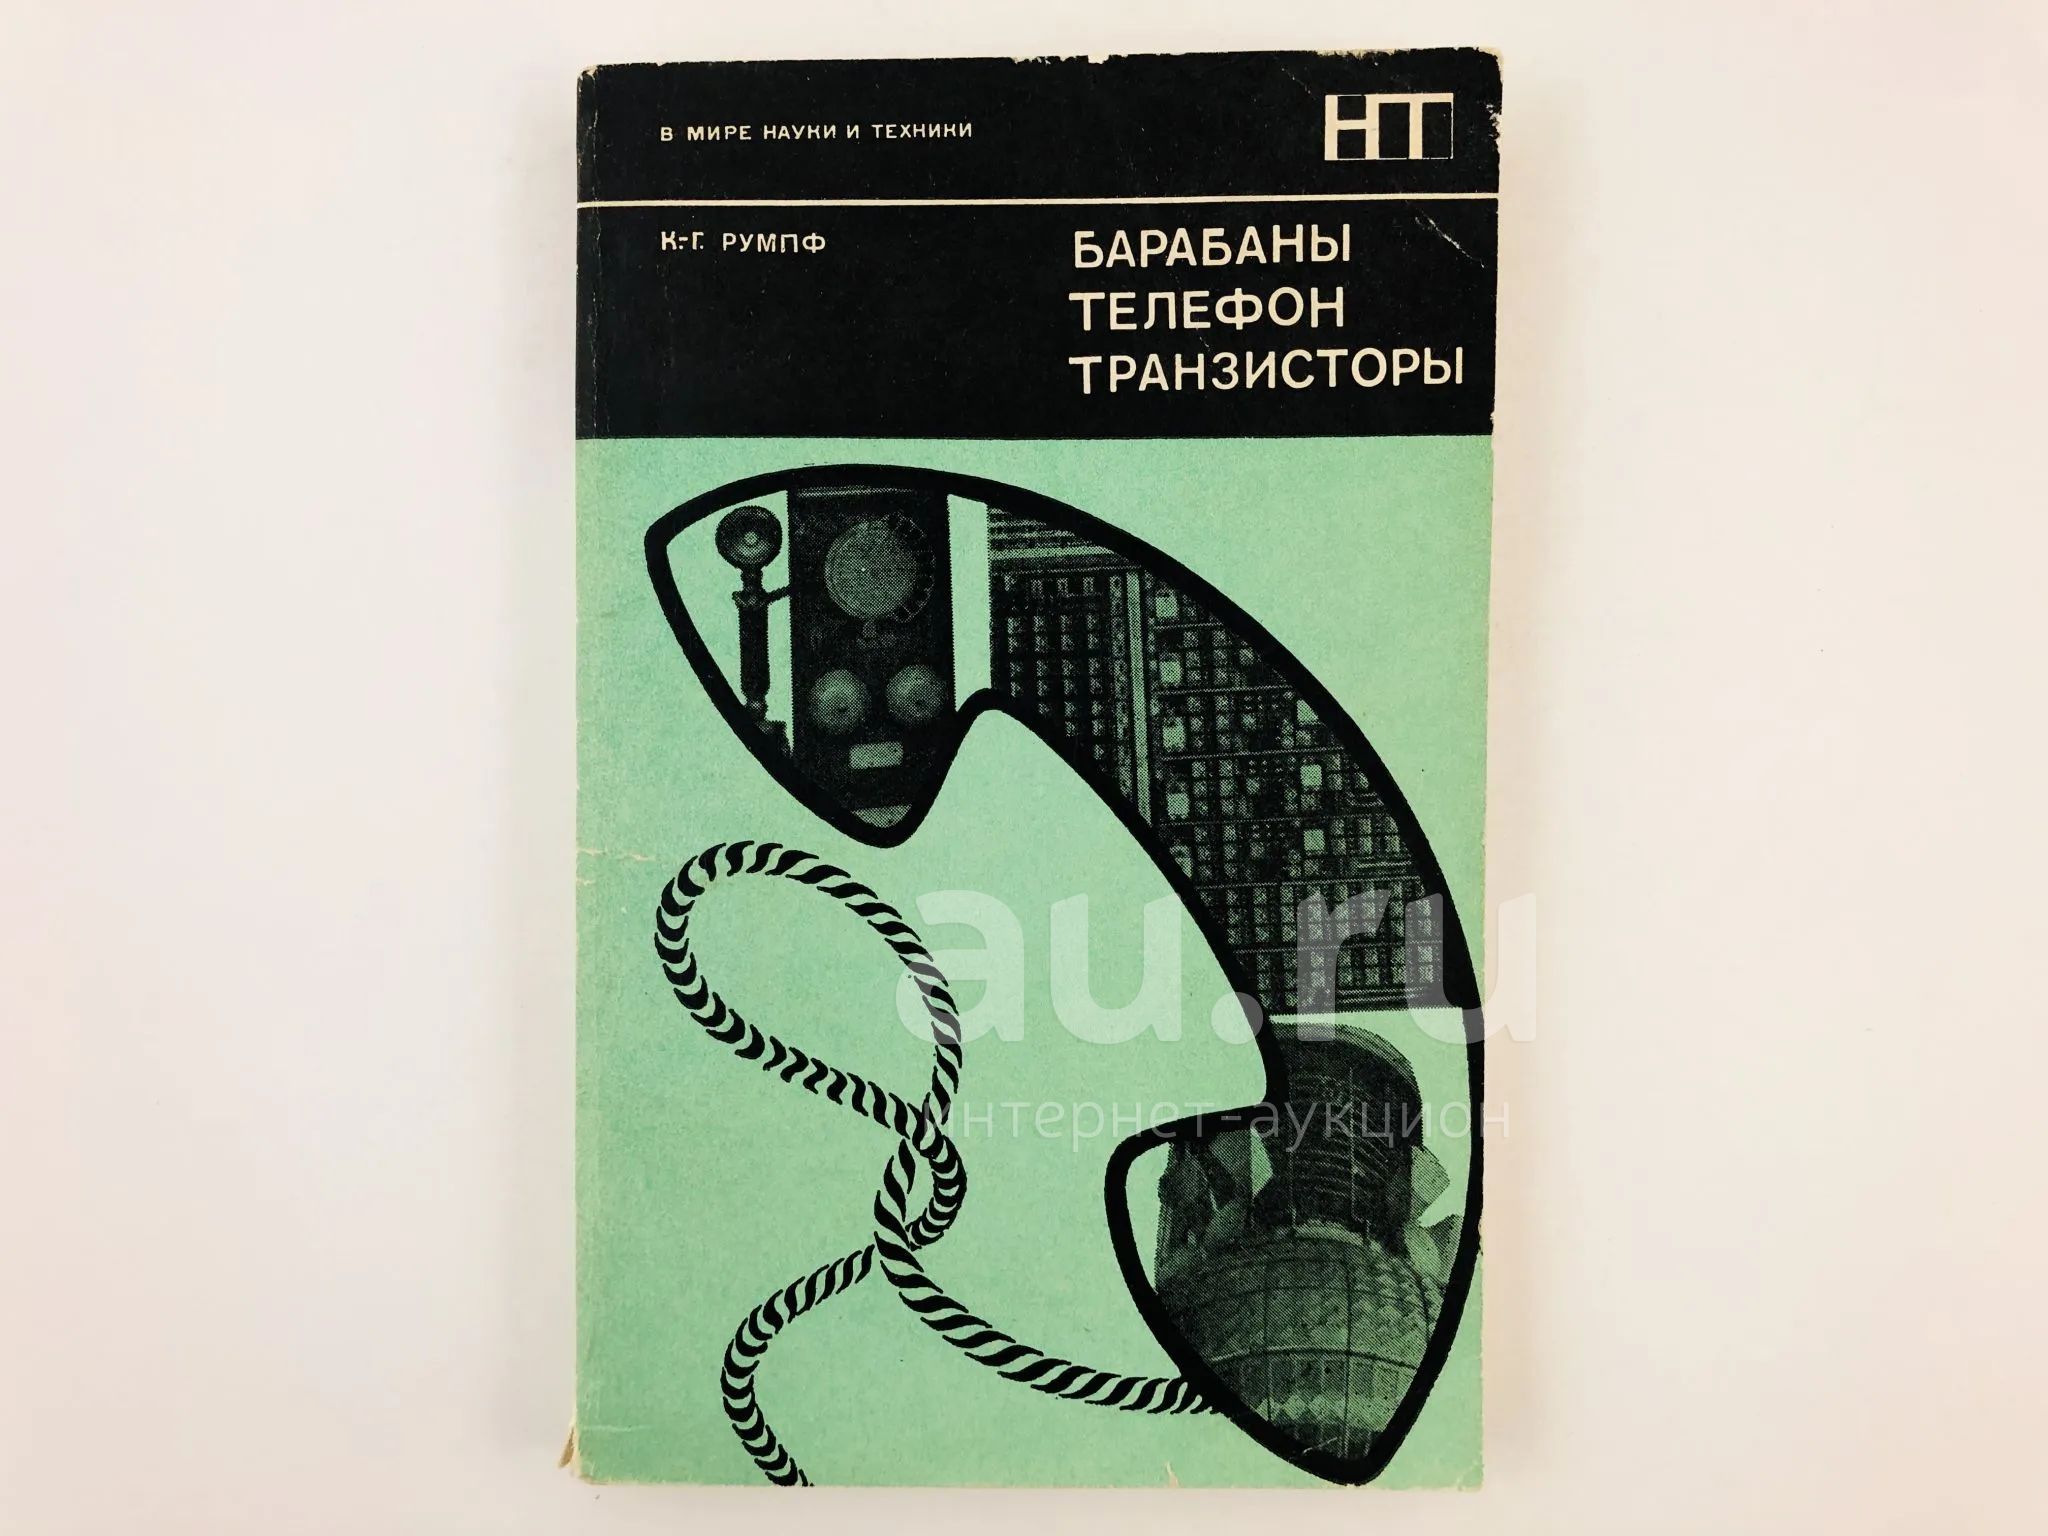 В МИРЕ НАУКИ И ТЕХНИКИ
НТ
К.-Г. РУМПФ
БАРАБАНЫ
ТЕЛЕФОН
ТРАНЗИСТОРЫ
au.ru
интернет-аукцион